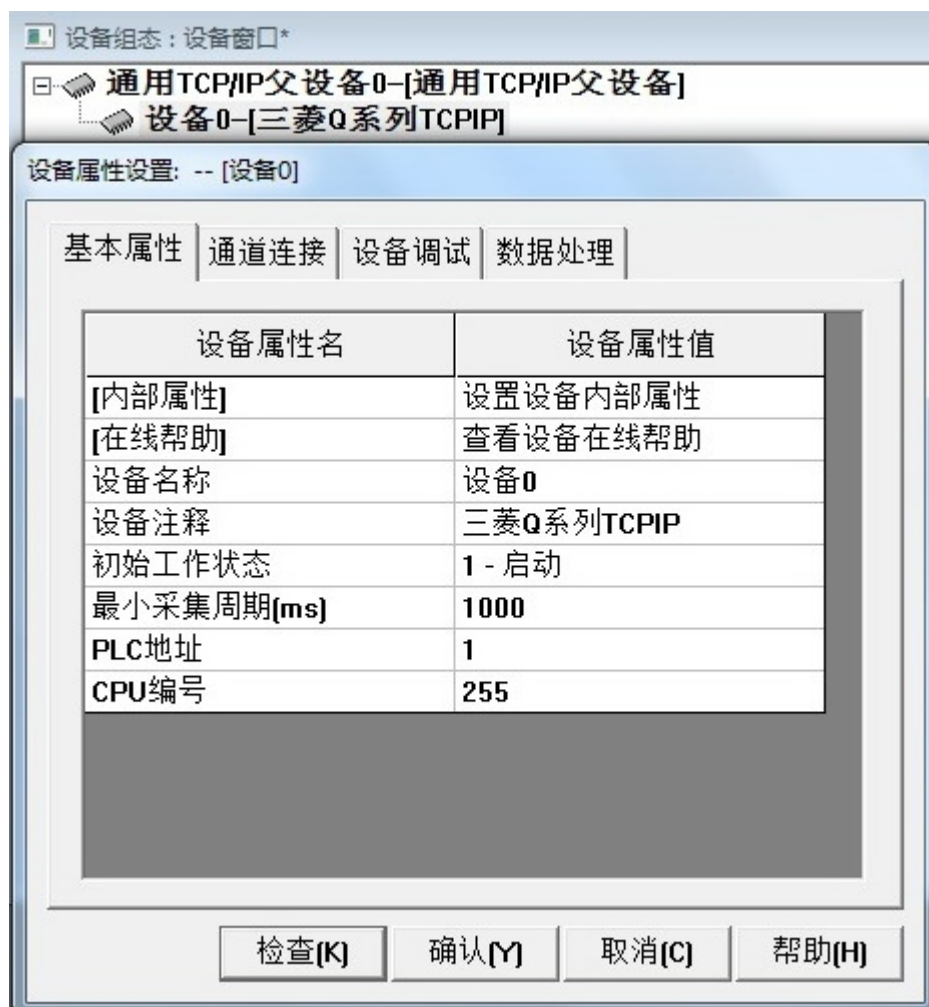 设备组态:设备窗口*
通用TCP/IP父设备0-[通用TCP/IP父设备]
设备0-[三菱Q系列TCPIP]
设备属性设置: -- [设备0]
基本属性 通道连接 设备调试 数据处理
设备属性名 设备属性值
[内部属性] 设置设备内部属性
[在线帮助] 查看设备在线帮助
设备名称 设备0
设备注释 三菱Q系列TCPIP
初始工作状态 1 - 启动
最小采集周期(ms) 1000
PLC地址 1
CPU编号 255
检查(K) 确认(Y) 取消(C) 帮助(H)